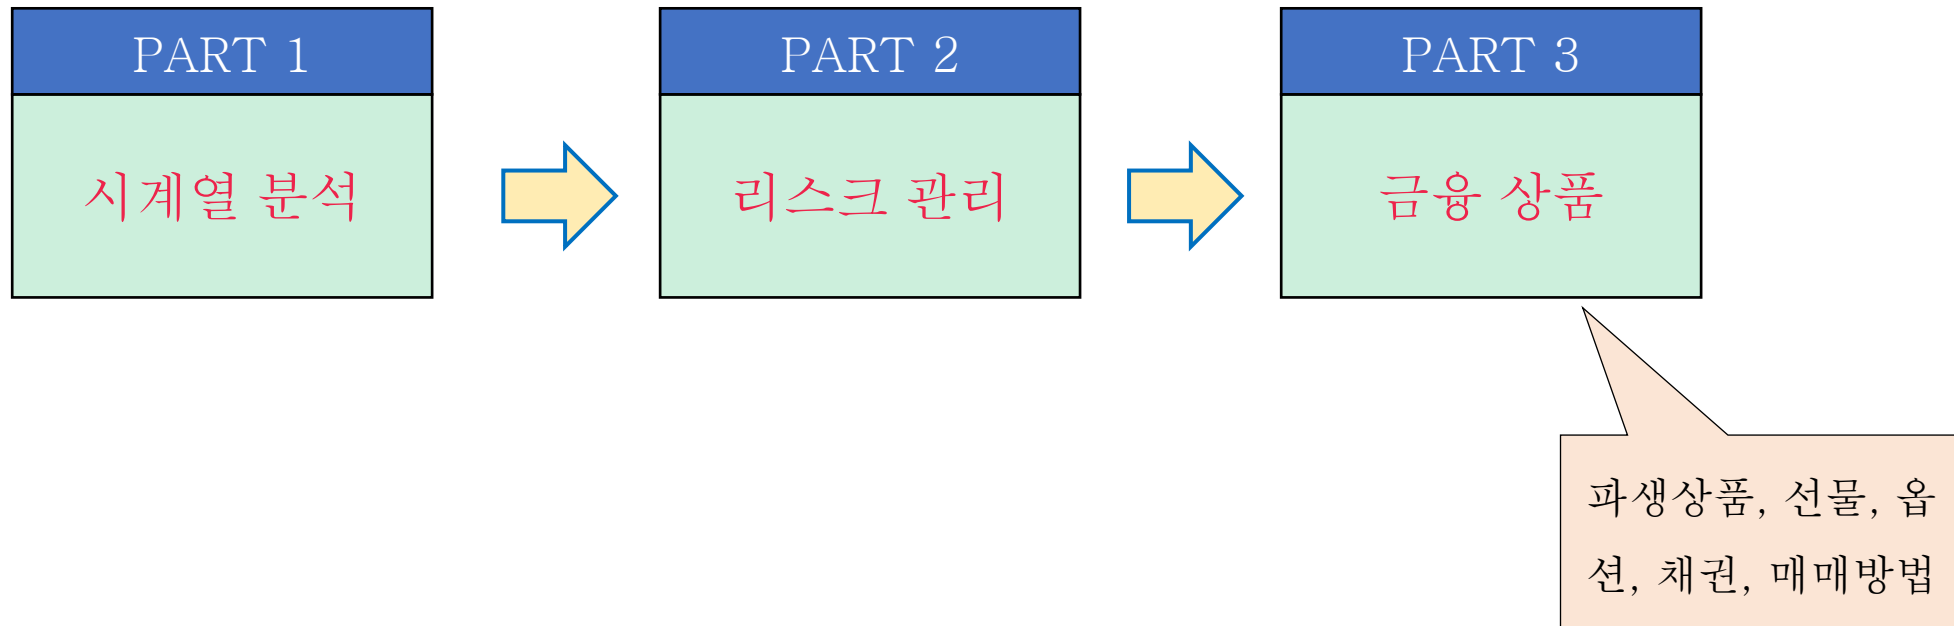 PART 1
시계열 분석
PART 2
리스크 관리
PART 3
금융 상품
파생상품, 선물, 옵
션, 채권, 매매방법